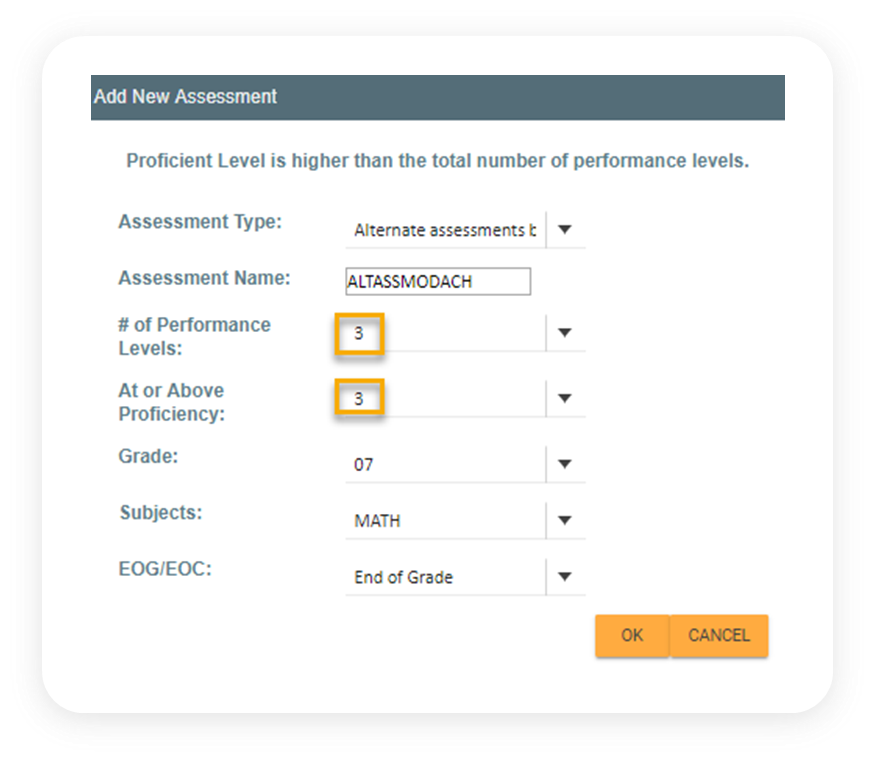 Add New Assessment
Proficient Level is higher than the total number of performance levels.
Assessment Type:
Alternate assessments b
Assessment Name:
ALTASSMODACH
# of Performance
Levels:
3
At or Above
Proficiency:
3
Grade:
07
Subjects:
MATH
EOG/EOC:
End of Grade
OK
CANCEL